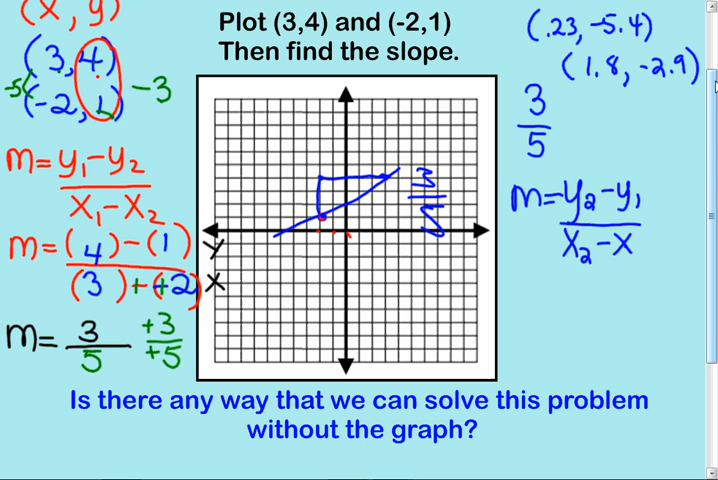 (x, y)
Plot (3,4) and (-2,1)
Then find the slope.
(3,4)
-5 (-2,1) -3
(.23, -5.4)
(1.8, -2.9)
3
5
m=y₁-y₂
x₁-x₂
3
5
m=y₂-y₁
x₂-x
m=(4)-(1) y
(3)+(+2) x
m= 3 +3
5 +5
Is there any way that we can solve this problem
without the graph?